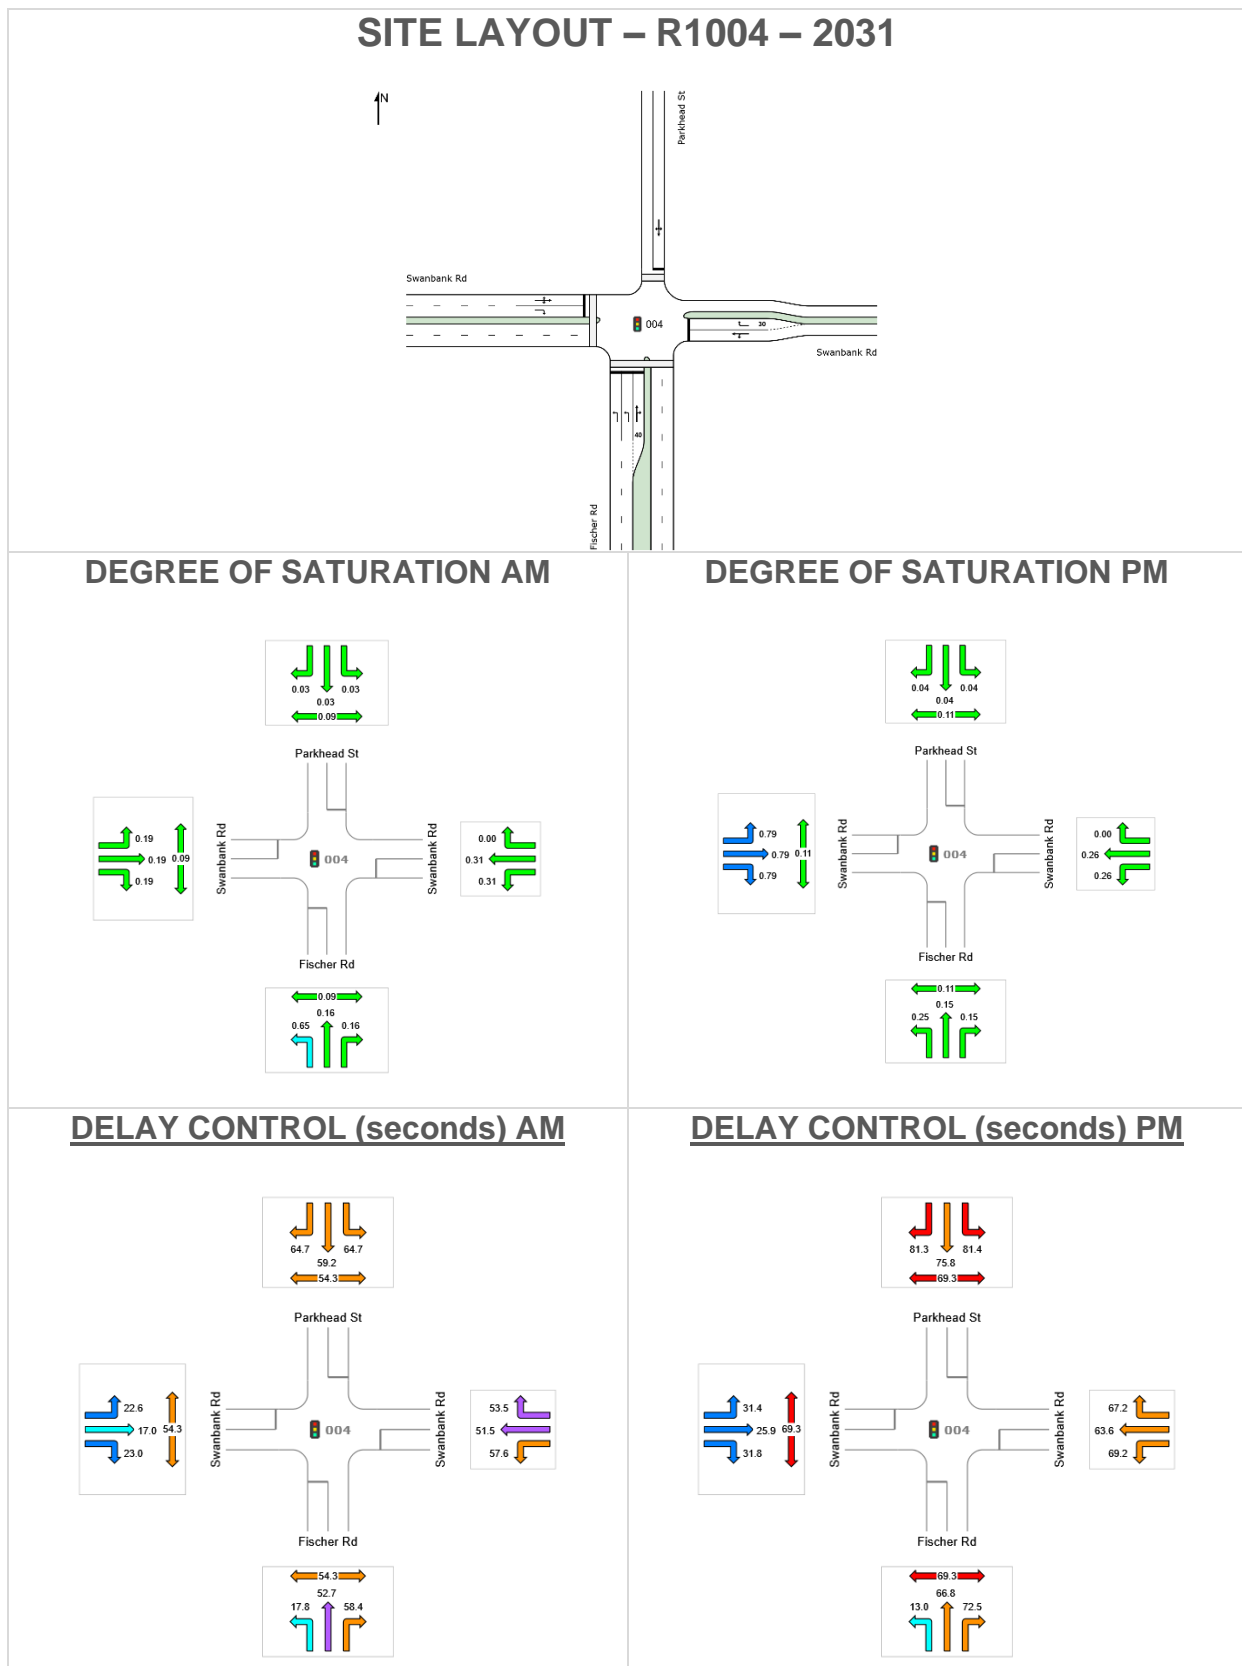 SITE LAYOUT – R1004 – 2031
N
Parkhead St
Swanbank Rd
004
30
Swanbank Rd
40
Fischer Rd
DEGREE OF SATURATION AM
0.03 0.03
0.03
0.09
Parkhead St
Swanbank Rd
Swanbank Rd
0.19
0.19 0.09
0.19
004
0.00
0.31
0.31
Fischer Rd
0.09
0.16
0.65 0.16
DEGREE OF SATURATION PM
0.04 0.04
0.04
0.11
Parkhead St
Swanbank Rd
Swanbank Rd
0.79
0.79 0.11
0.79
004
0.00
0.26
0.26
Fischer Rd
0.11
0.15
0.25 0.15
DELAY CONTROL (seconds) AM
64.7 64.7
59.2
54.3
Parkhead St
Swanbank Rd
Swanbank Rd
22.6
17.0 54.3
23.0
004
53.5
51.5
57.6
Fischer Rd
54.3
52.7
17.8 58.4
DELAY CONTROL (seconds) PM
81.3 81.4
75.8
69.3
Parkhead St
Swanbank Rd
Swanbank Rd
31.4
25.9 69.3
31.8
004
67.2
63.6
69.2
Fischer Rd
69.3
66.8
13.0 72.5